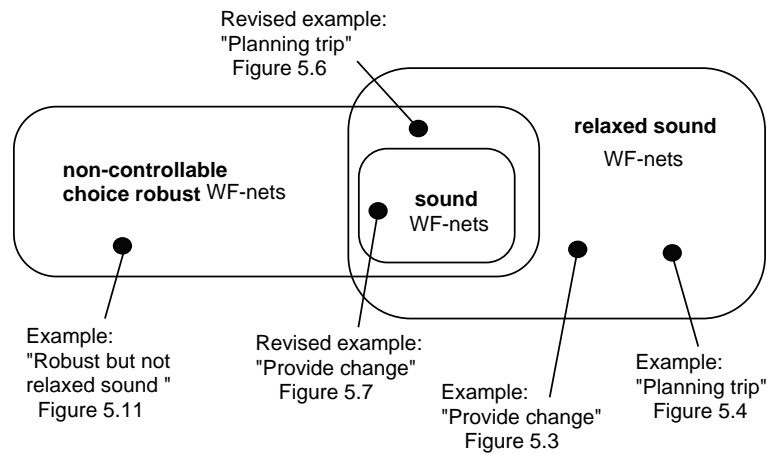 Revised example:
"Planning trip"
Figure 5.6
relaxed sound
WF-nets
non-controllable
choice robust WF-nets
sound
WF-nets
Example:
"Robust but not
relaxed sound "
Figure 5.11
Revised example:
"Provide change"
Figure 5.7
Example:
"Provide change"
Figure 5.3
Example:
"Planning trip"
Figure 5.4